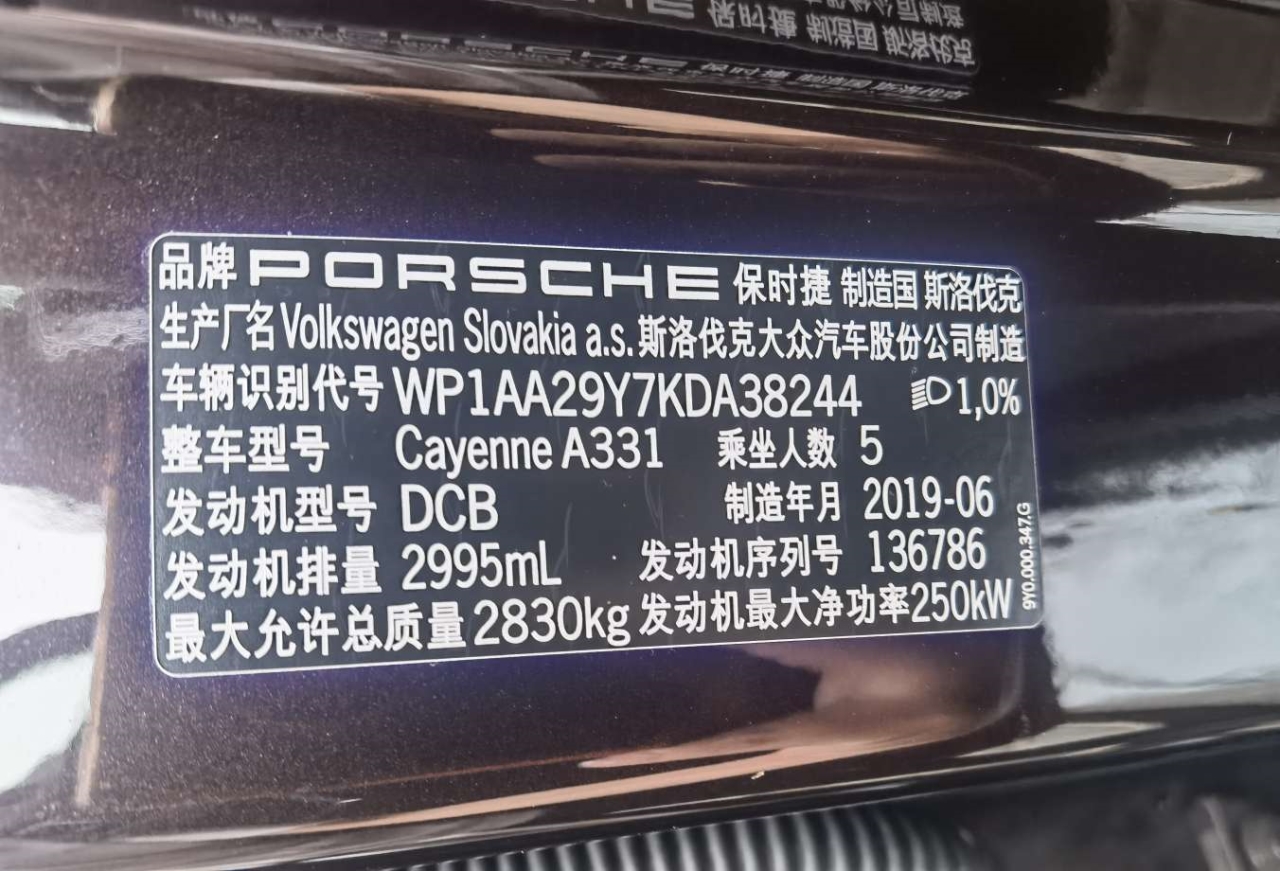 品牌 PORSCHE 保时捷 制造国 斯洛伐克
生产厂名 Volkswagen Slovakia a.s. 斯洛伐克大众汽车股份公司制造
车辆识别代号 WP1AA29Y7KDA38244 1,0%
整车型号 Cayenne A331 乘坐人数 5
发动机型号 DCB 制造年月 2019-06
发动机排量 2995mL 发动机序列号 136786
最大允许总质量 2830kg 发动机最大净功率 250kW
9Y0.000.347.G